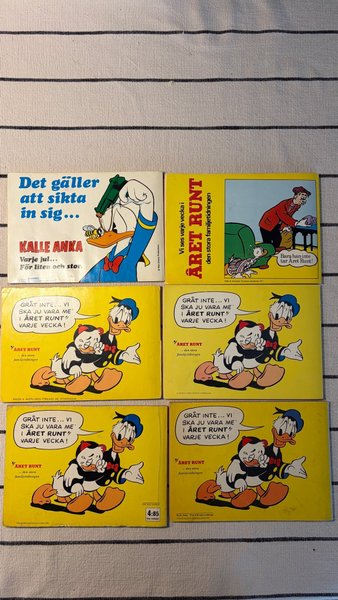 Det gäller
att sikta
in sig...
KALLE ANKA
Varje jul...
För liten och stor.
Vi ses varje vecka i
ÅRET RUNT
den stora familjetidningen
Bara han inte
tar Året Runt!
GRÅT INTE... VI
SKA JU VARA ME'
I ÅRET RUNT
VARJE VECKA!
ÅRET RUNT
...den stora
familjetidningen
GRÅT INTE... VI
SKA JU VARA ME'
I ÅRET RUNT
VARJE VECKA!
ÅRET RUNT
...den stora
familjetidningen
GRÅT INTE... VI
SKA JU VARA ME'
I ÅRET RUNT
VARJE VECKA!
ÅRET RUNT
...den stora
familjetidningen
4:85
GRÅT INTE... VI
SKA JU VARA ME'
I ÅRET RUNT
VARJE VECKA!
ÅRET RUNT
...den stora
familjetidningen